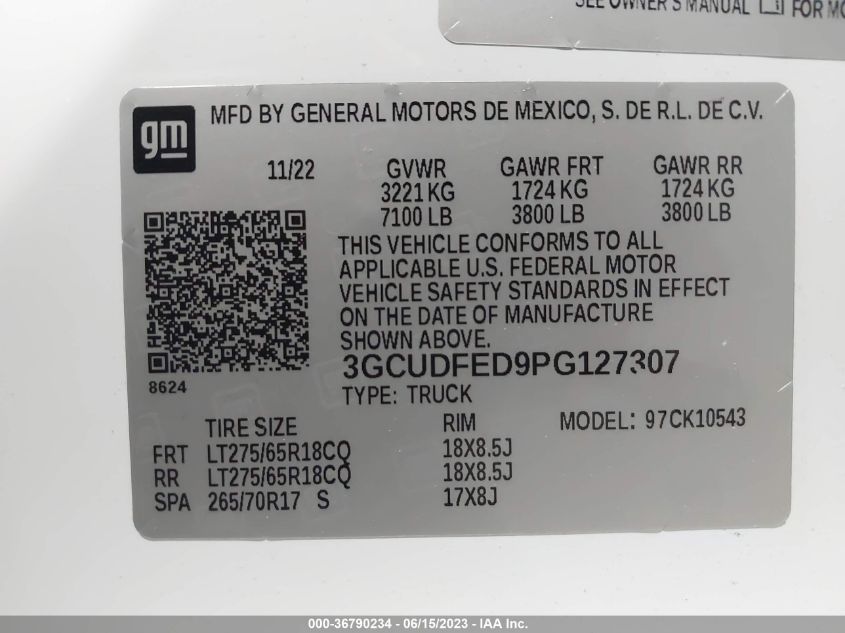 SEE OWNER'S MANUAL FOR
gm
MFD BY GENERAL MOTORS DE MEXICO, S. DE R.L. DE C.V.
11/22 GVWR GAWR FRT GAWR RR
3221 KG 1724 KG 1724 KG
7100 LB 3800 LB 3800 LB
THIS VEHICLE CONFORMS TO ALL
APPLICABLE U.S. FEDERAL MOTOR
VEHICLE SAFETY STANDARDS IN EFFECT
ON THE DATE OF MANUFACTURE
SHOWN ABOVE.
3GCUDFED9PG127307
8624
TYPE: TRUCK
TIRE SIZE RIM MODEL: 97CK10543
FRT LT275/65R18CQ 18X8.5J
RR LT275/65R18CQ 18X8.5J
SPA 265/70R17 S 17X8J
000-36790234 - 06/15/2023 - IAA Inc.